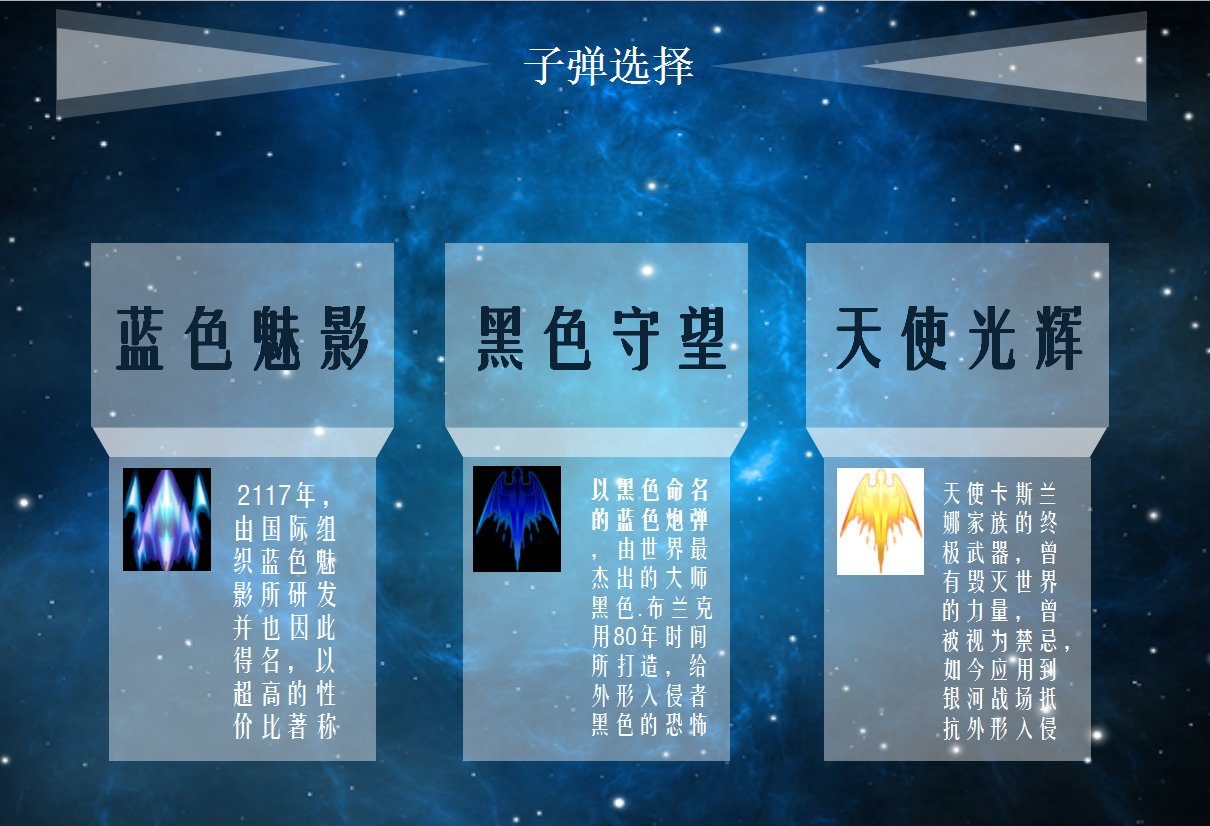 子弹选择
蓝色魅影
2117年，
由国际组
织蓝色魅
影所研发
并也因此
得名，以
超高的性
价比著称
黑色守望
以黑色命名
的蓝色炮弹
，由世界最
杰出的大师
黑色.布兰克
用80年时间
所打造，给
外形入侵者
黑色的恐怖
天使光辉
天使卡斯兰
娜家族的终
极武器，曾
有毁灭世界
的力量，曾
被视为禁忌，
如今应用到
银河战场抵
抗外形入侵